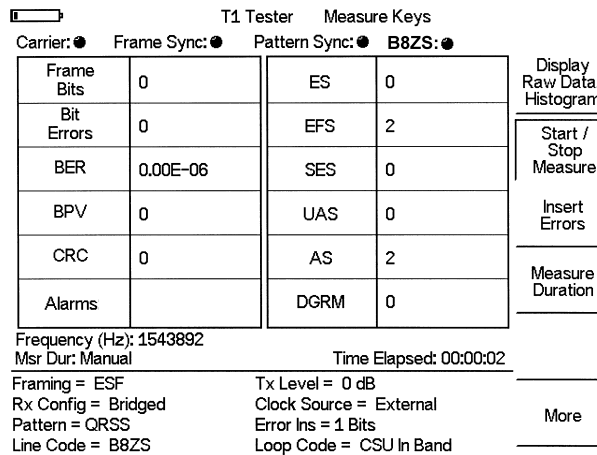 T1 Tester Measure Keys
Carrier: Frame Sync: Pattern Sync: B8ZS:
Frame Bits 0 ES 0
Bit Errors 0 EFS 2
BER 0.00E-06 SES 0
BPV 0 UAS 0
CRC 0 AS 2
Alarms DGRM 0
Frequency (Hz): 1543892
Msr Dur: Manual Time Elapsed: 00:00:02
Framing = ESF Tx Level = 0 dB
Rx Config = Bridged Clock Source = External
Pattern = QRSS Error Ins = 1 Bits
Line Code = B8ZS Loop Code = CSU In Band
Display
Raw Data
Histogram
Start /
Stop
Measure
Insert
Errors
Measure
Duration
More